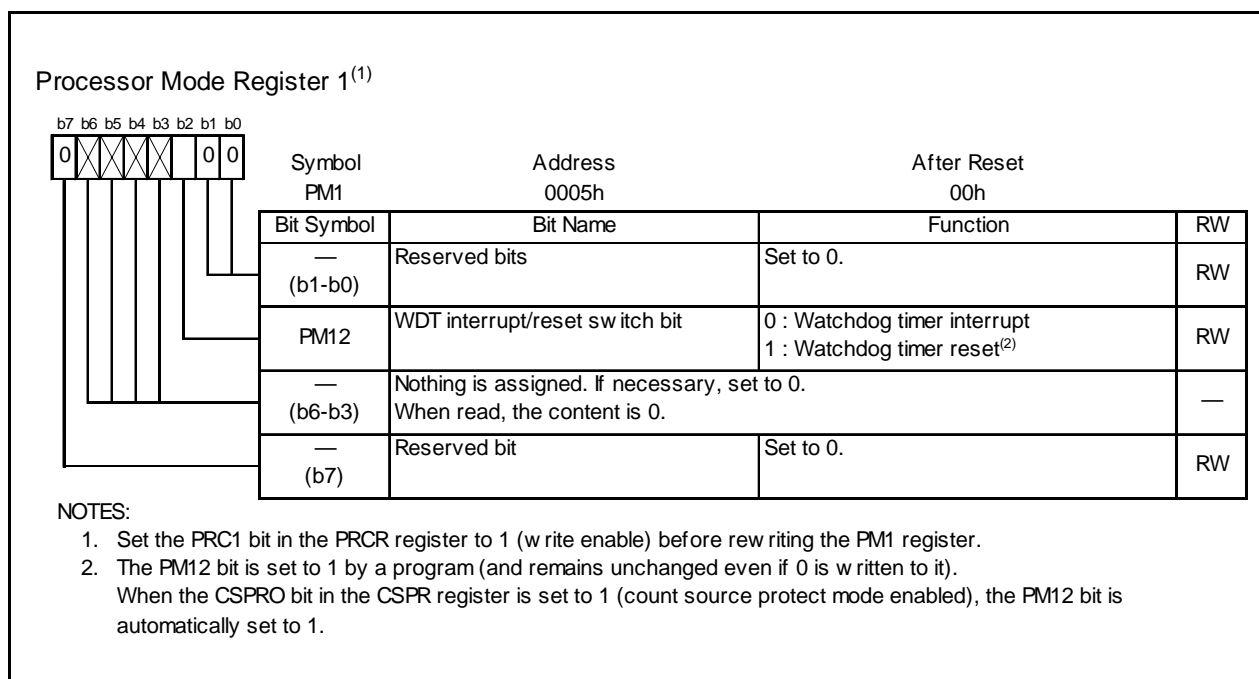 Processor Mode Register 1(1)
b7 b6 b5 b4 b3 b2 b1 b0
0 0 0
Symbol Address After Reset
PM1 0005h 00h
Bit Symbol Bit Name Function RW
— (b1-b0) Reserved bits Set to 0. RW
PM12 WDT interrupt/reset switch bit 0 : Watchdog timer interrupt
1 : Watchdog timer reset(2) RW
— (b6-b3) Nothing is assigned. If necessary, set to 0.
When read, the content is 0. —
— (b7) Reserved bit Set to 0. RW
NOTES:
1. Set the PRC1 bit in the PRCR register to 1 (write enable) before rewriting the PM1 register.
2. The PM12 bit is set to 1 by a program (and remains unchanged even if 0 is written to it).
When the CSPRO bit in the CSPR register is set to 1 (count source protect mode enabled), the PM12 bit is
automatically set to 1.